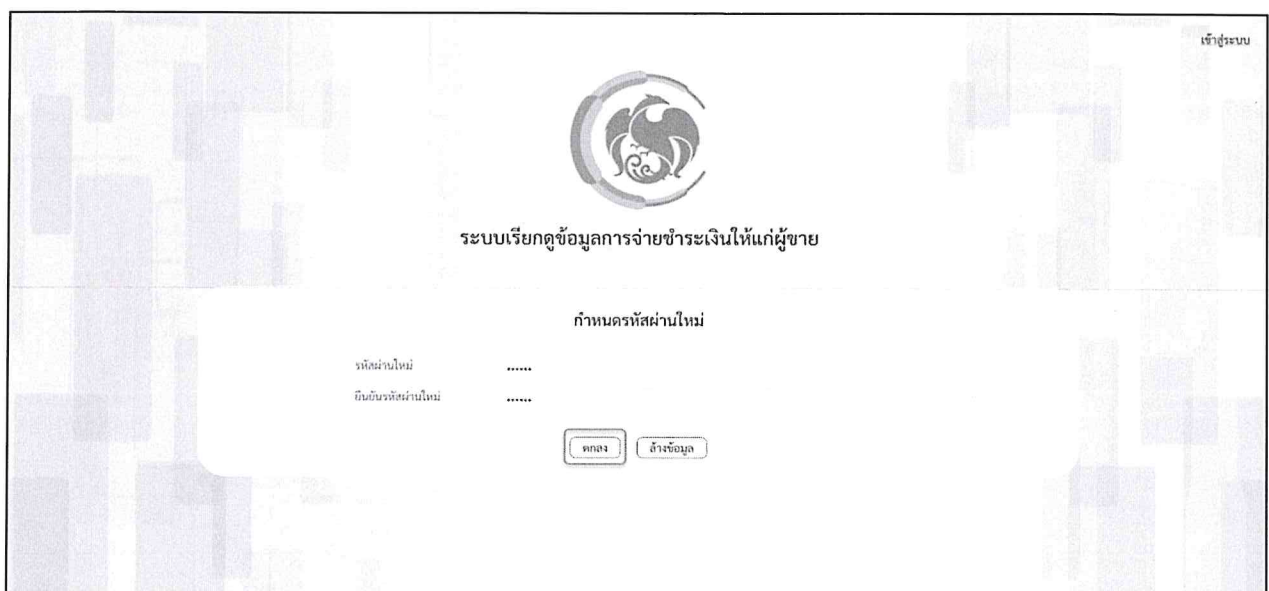 เข้าสู่ระบบ
ระบบเรียกดูข้อมูลการจ่ายชำระเงินให้แก่ผู้ขาย
กำหนดรหัสผ่านใหม่
รหัสผ่านใหม่ ••••••
ยืนยันรหัสผ่านใหม่ ••••••
ตกลง ล้างข้อมูล